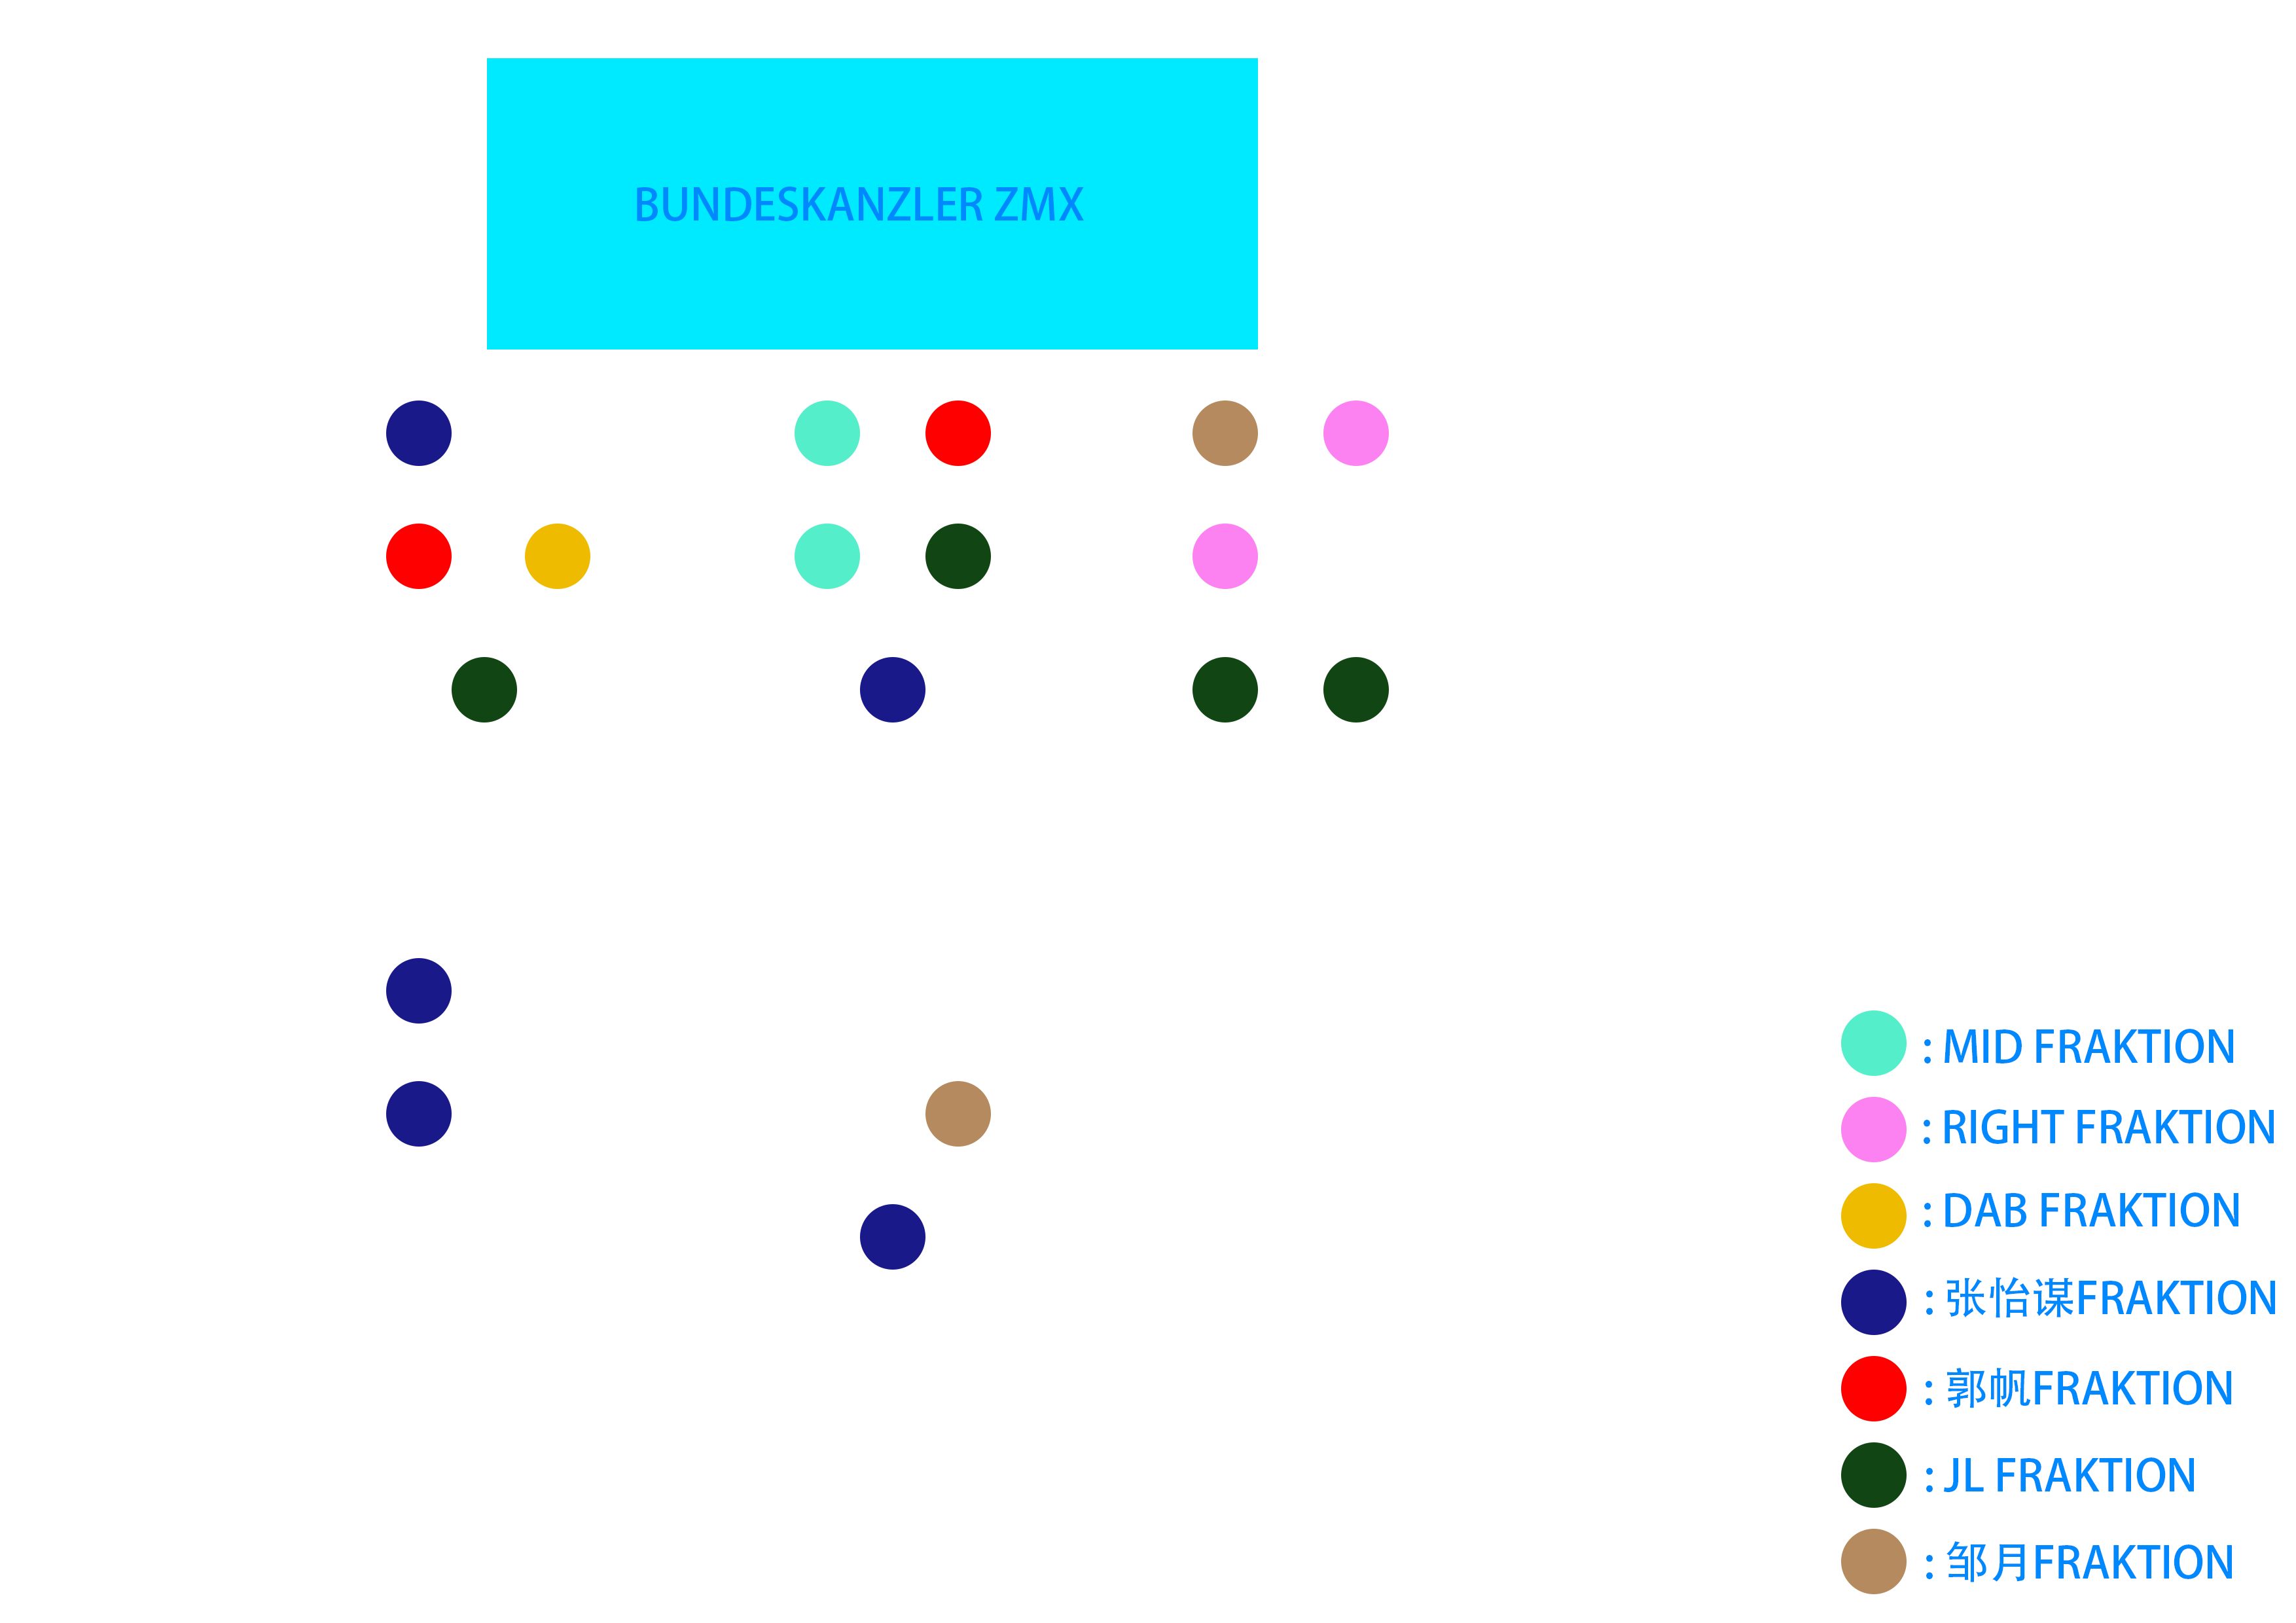 BUNDESKANZLER ZMX
: MID FRAKTION
: RIGHT FRAKTION
: DAB FRAKTION
: 张怡谋FRAKTION
: 郭帆FRAKTION
: JL FRAKTION
: 邹月FRAKTION